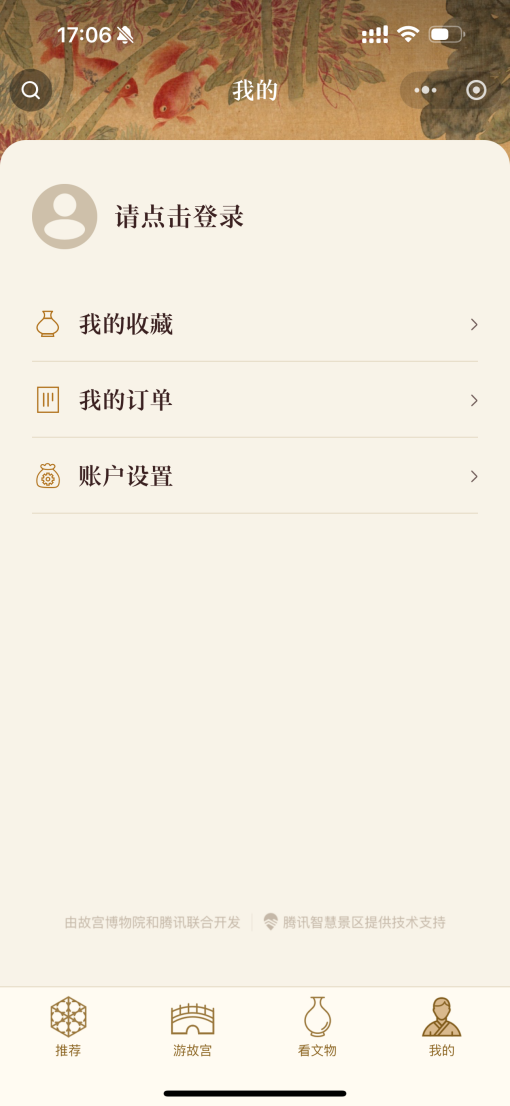 17:06
我的
请点击登录
我的收藏
我的订单
账户设置
由故宫博物院和腾讯联合开发 腾讯智慧景区提供技术支持
推荐 游故宫 看文物 我的